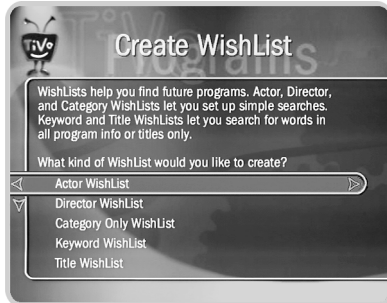 TiVo
Create WishList
TiVograms
WishLists help you find future programs. Actor, Director,
and Category WishLists let you set up simple searches.
Keyword and Title WishLists let you search for words in
all program info or titles only.
What kind of WishList would you like to create?
Actor WishList
Director WishList
Category Only WishList
Keyword WishList
Title WishList